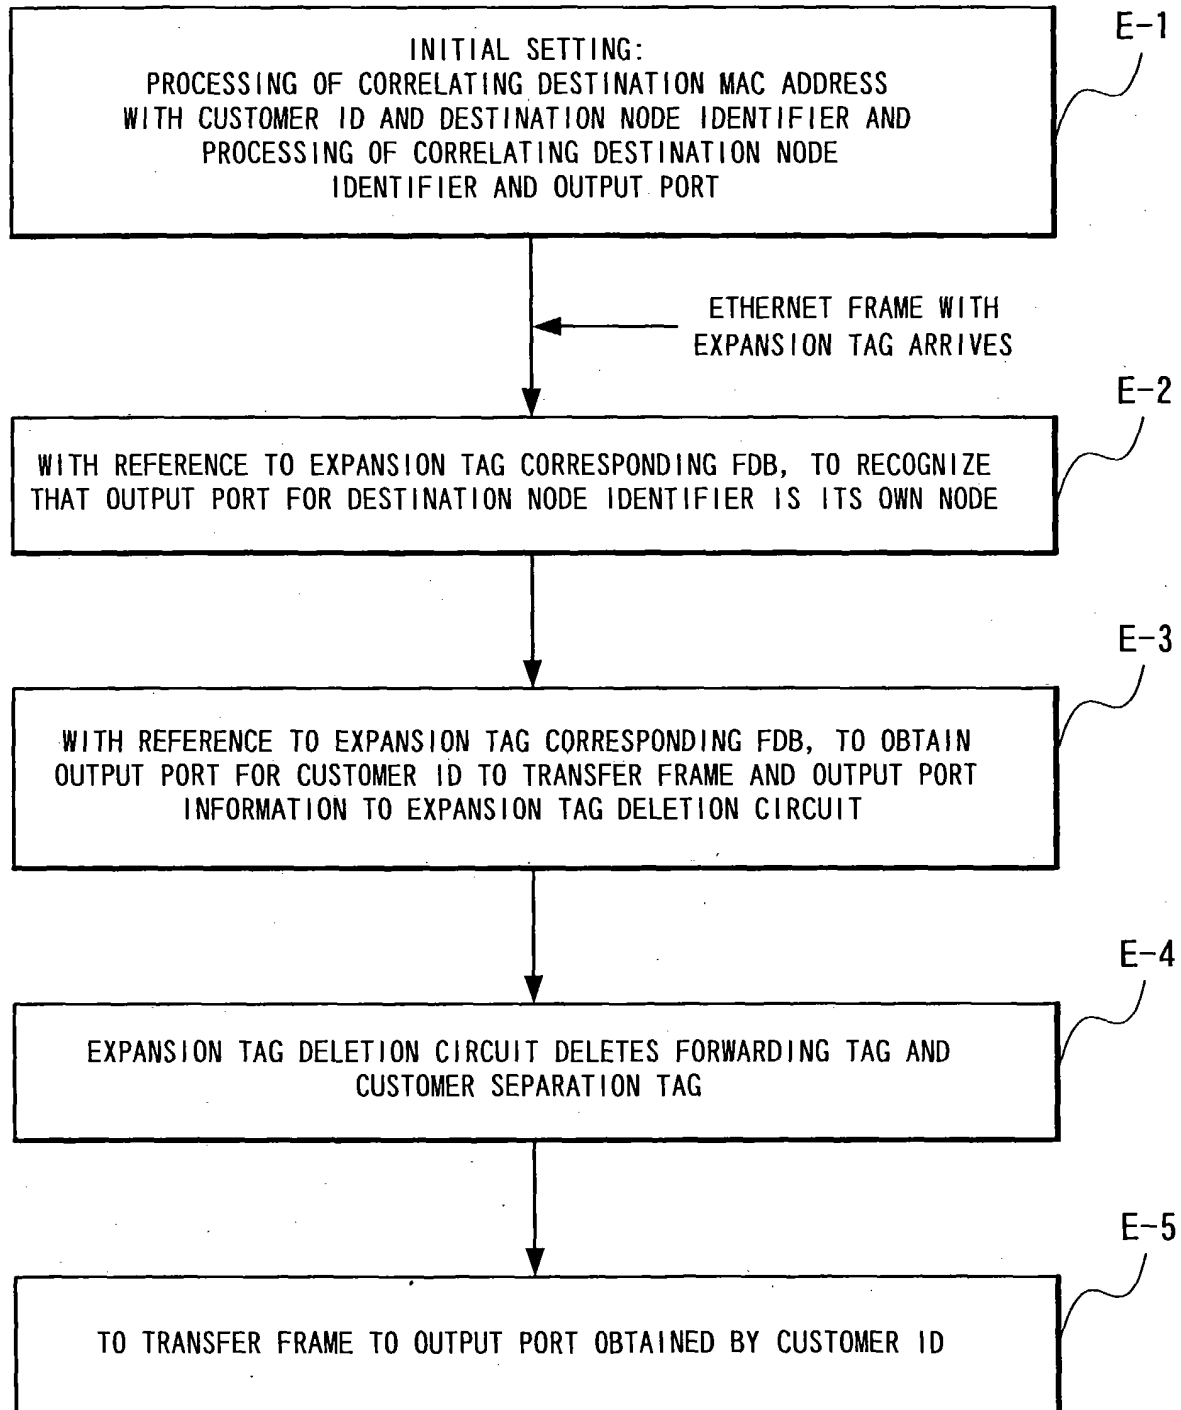 E-1
INITIAL SETTING:
PROCESSING OF CORRELATING DESTINATION MAC ADDRESS
WITH CUSTOMER ID AND DESTINATION NODE IDENTIFIER AND
PROCESSING OF CORRELATING DESTINATION NODE
IDENTIFIER AND OUTPUT PORT
ETHERNET FRAME WITH
EXPANSION TAG ARRIVES
E-2
WITH REFERENCE TO EXPANSION TAG CORRESPONDING FDB, TO RECOGNIZE
THAT OUTPUT PORT FOR DESTINATION NODE IDENTIFIER IS ITS OWN NODE
E-3
WITH REFERENCE TO EXPANSION TAG CORRESPONDING FDB, TO OBTAIN
OUTPUT PORT FOR CUSTOMER ID TO TRANSFER FRAME AND OUTPUT PORT
INFORMATION TO EXPANSION TAG DELETION CIRCUIT
E-4
EXPANSION TAG DELETION CIRCUIT DELETES FORWARDING TAG AND
CUSTOMER SEPARATION TAG
E-5
TO TRANSFER FRAME TO OUTPUT PORT OBTAINED BY CUSTOMER ID